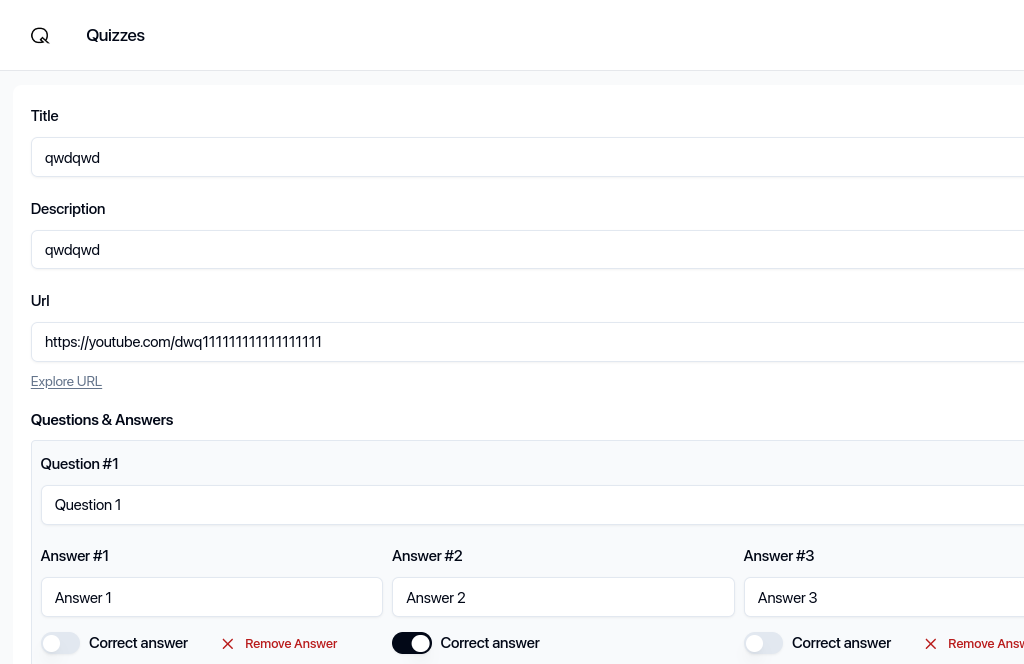 Quizzes
Title
qwdqwd
Description
qwdqwd
Url
https://youtube.com/dwq111111111111111111
Explore URL
Questions & Answers
Question #1
Question 1
Answer #1 Answer #2 Answer #3
Answer 1 Answer 2 Answer 3
Correct answer Remove Answer Correct answer Correct answer Remove Answ